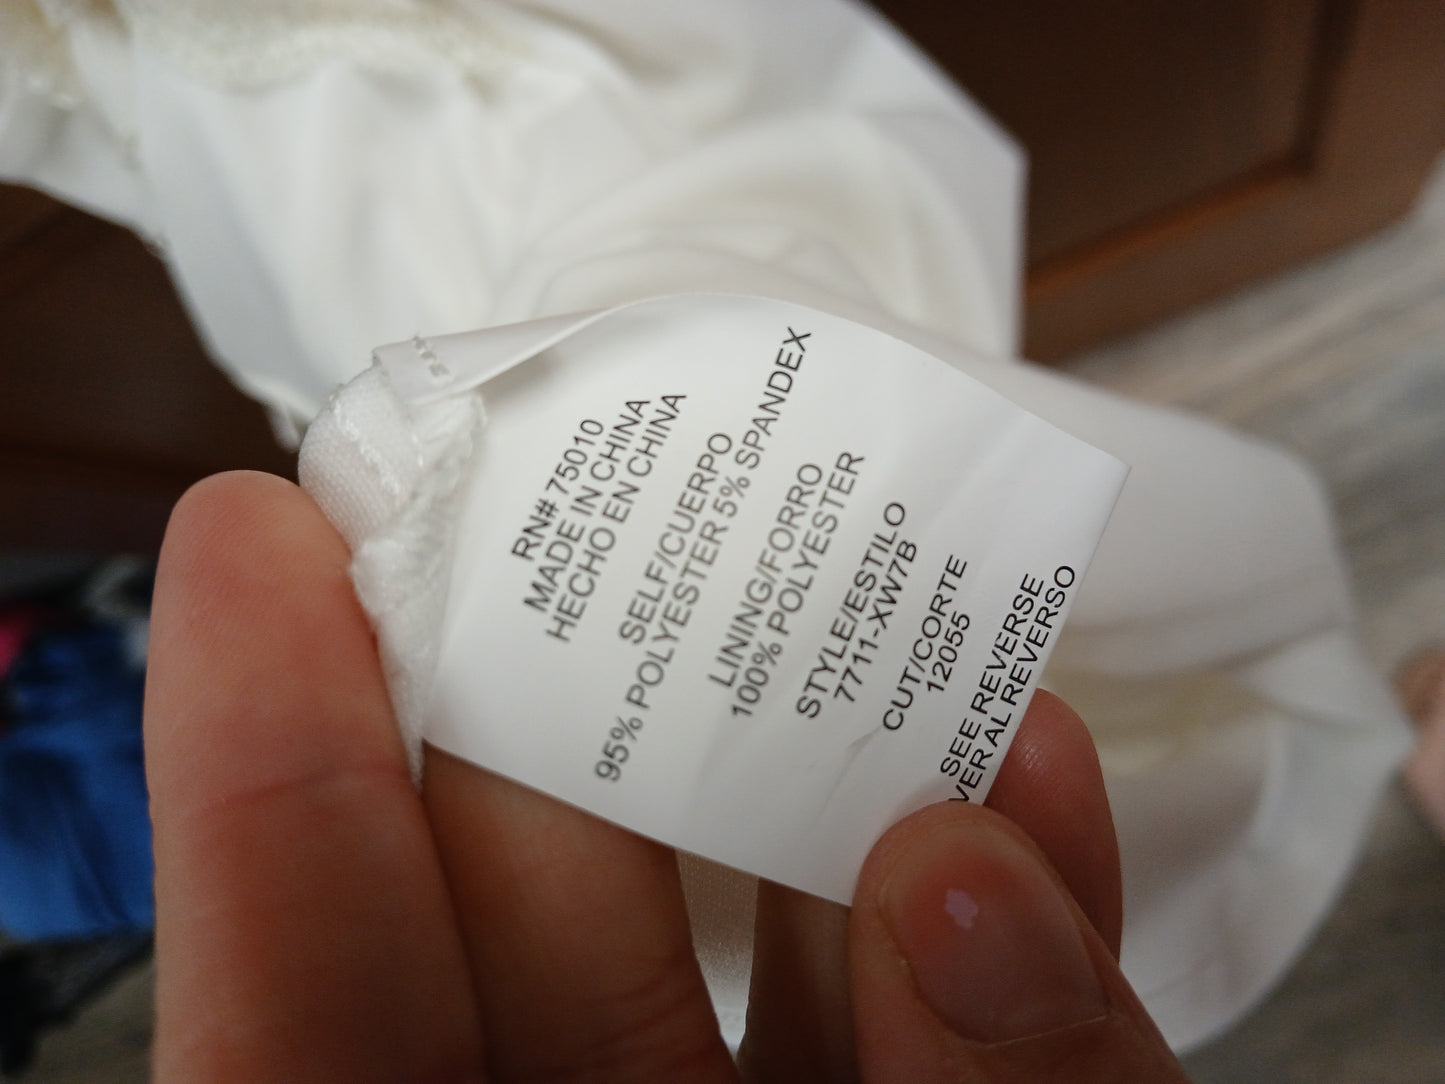 RN# 75010
MADE IN CHINA
HECHO EN CHINA
SELF/CUERPO
95% POLYESTER 5% SPANDEX
LINING/FORRO
100% POLYESTER
STYLE/ESTILO
7711-XW7B
CUT/CORTE
12055
SEE REVERSE
VER AL REVERSO